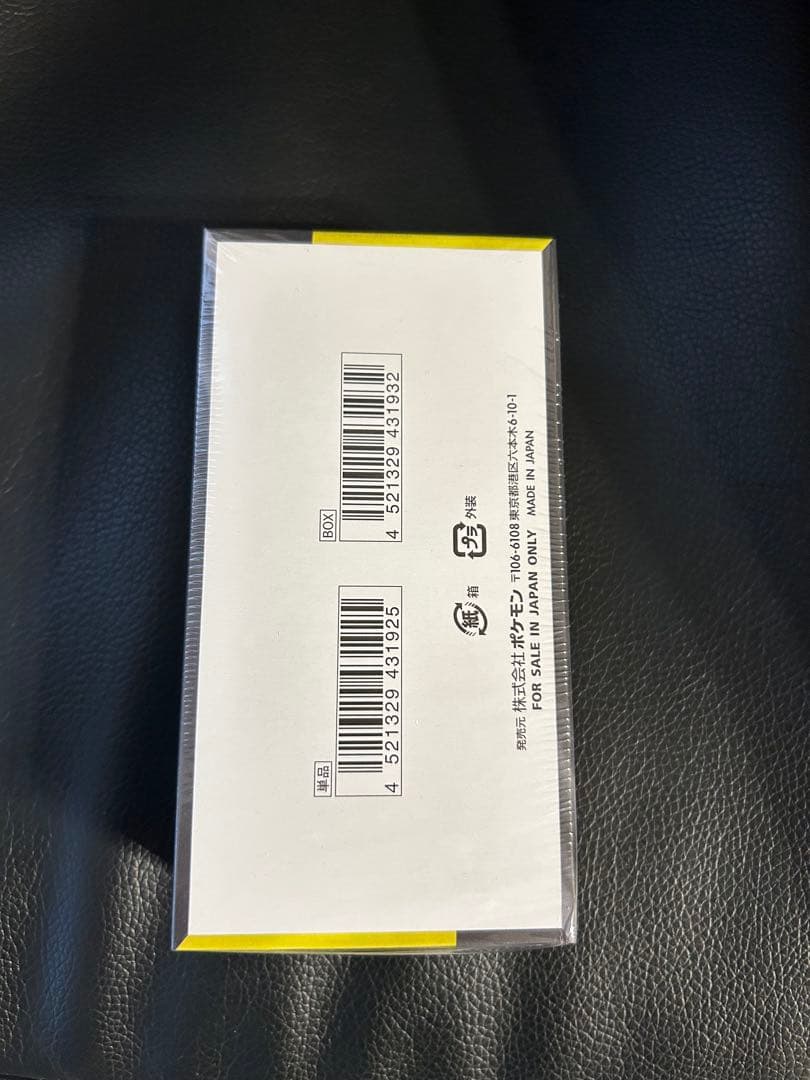 単品
4 521329 431925
BOX
4 521329 431932
紙 箱
プラ 外装
発売元 株式会社ポケモン 〒106-6108 東京都港区六本木6-10-1
FOR SALE IN JAPAN ONLY MADE IN JAPAN